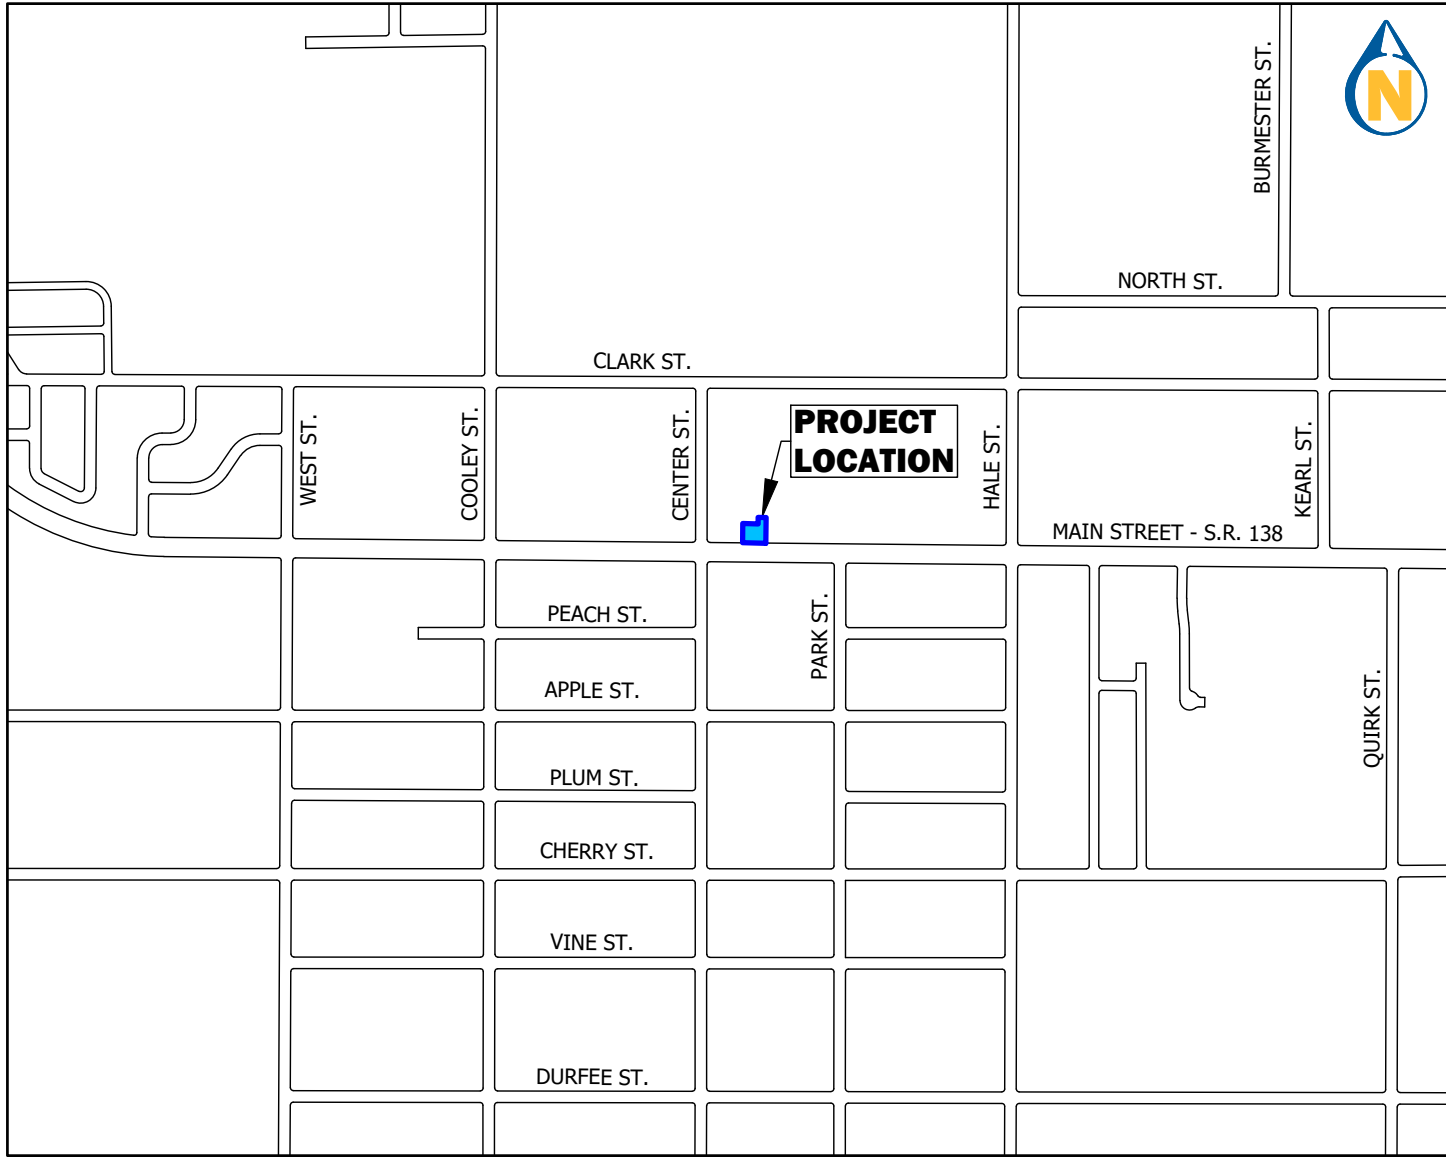 N
BURMESTER ST.
NORTH ST.
CLARK ST.
WEST ST.
COOLEY ST.
CENTER ST.
PROJECT
LOCATION
HALE ST.
KEARL ST.
MAIN STREET - S.R. 138
PEACH ST.
PARK ST.
APPLE ST.
QUIRK ST.
PLUM ST.
CHERRY ST.
VINE ST.
DURFEE ST.